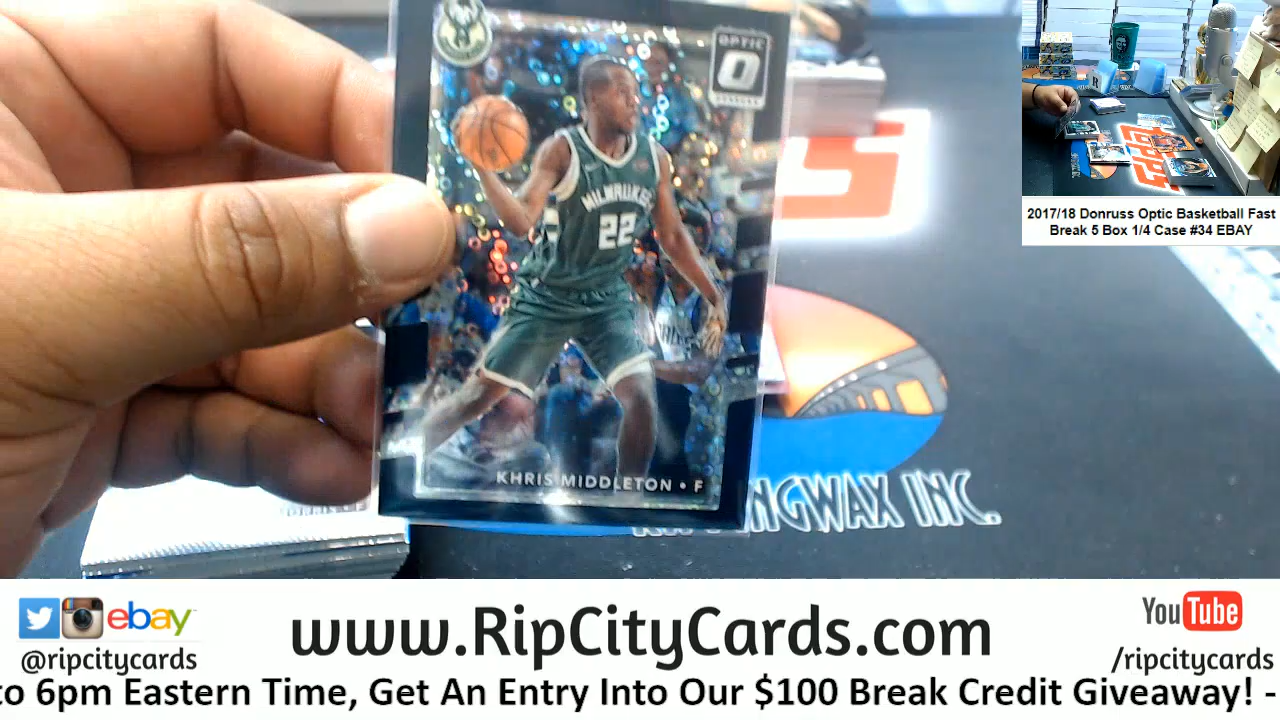 OPTIC
MILWAUKEE
22
KHRIS MIDDLETON • F
INGWAX INC.
TOPPS
2017/18 Donruss Optic Basketball Fast
Break 5 Box 1/4 Case #34 EBAY
ebay
@ripcitycards
www.RipCityCards.com
YouTube
/ripcitycards
to 6pm Eastern Time, Get An Entry Into Our $100 Break Credit Giveaway! -